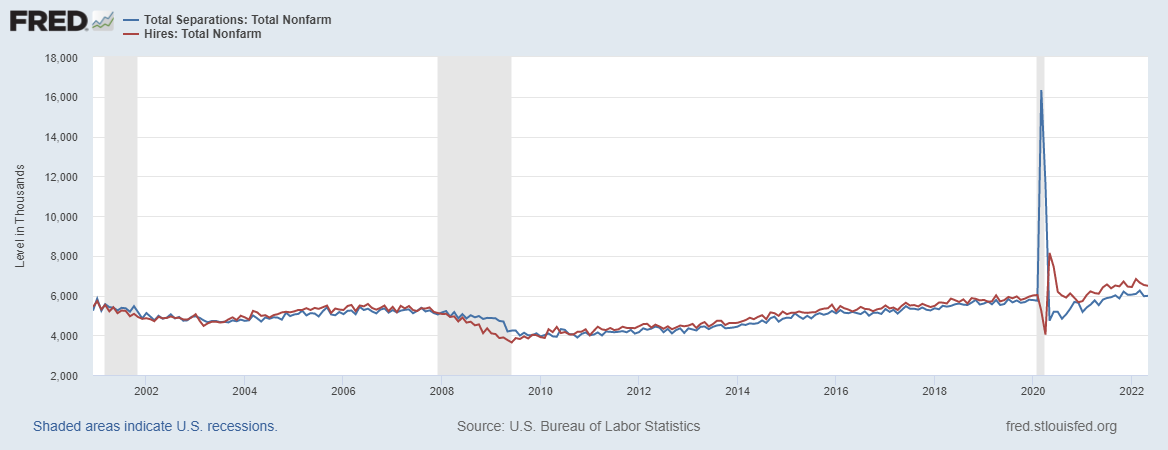 FRED
Total Separations: Total Nonfarm
Hires: Total Nonfarm
18,000
16,000
14,000
12,000
10,000
8,000
6,000
4,000
2,000
Level in Thousands
2002 2004 2006 2008 2010 2012 2014 2016 2018 2020 2022
Shaded areas indicate U.S. recessions. Source: U.S. Bureau of Labor Statistics fred.stlouisfed.org